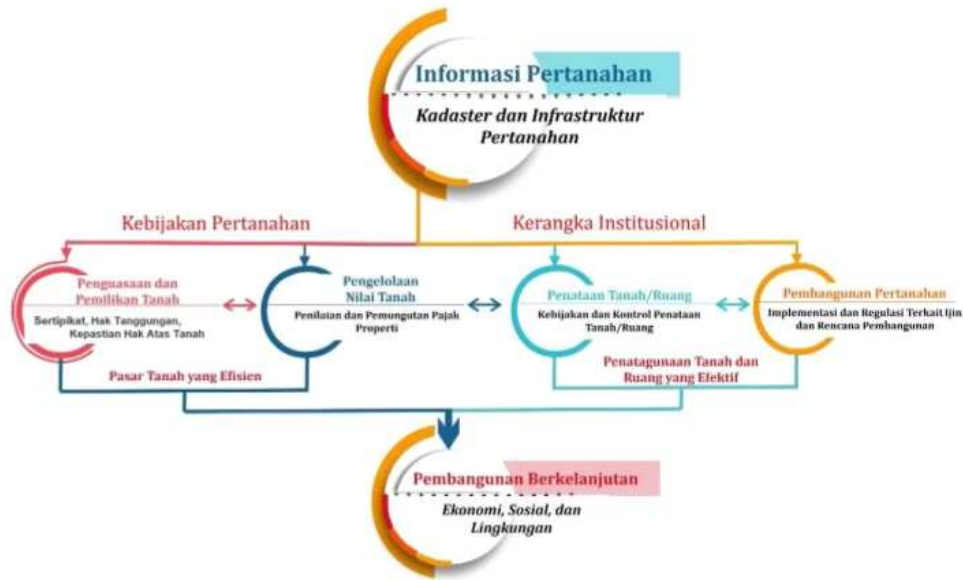 Informasi Pertanahan
Kadaster dan Infrastruktur
Pertanahan
Kebijakan Pertanahan
Kerangka Institusional
Penguasaan dan
Pemilikan Tanah
Sertipikat, Hak Tanggungan,
Kepastian Hak Atas Tanah
Pengelolaan
Nilai Tanah
Penilaian dan Pemungutan Pajak
Properti
Penataan Tanah/Ruang
Kebijakan dan Kontrol Penataan
Tanah/Ruang
Pembangunan Pertanahan
Implementasi dan Regulasi Terkait Ijin
dan Rencana Pembangunan
Pasar Tanah yang Efisien
Penatagunaan Tanah dan
Ruang yang Efektif
Pembangunan Berkelanjutan
Ekonomi, Sosial, dan
Lingkungan